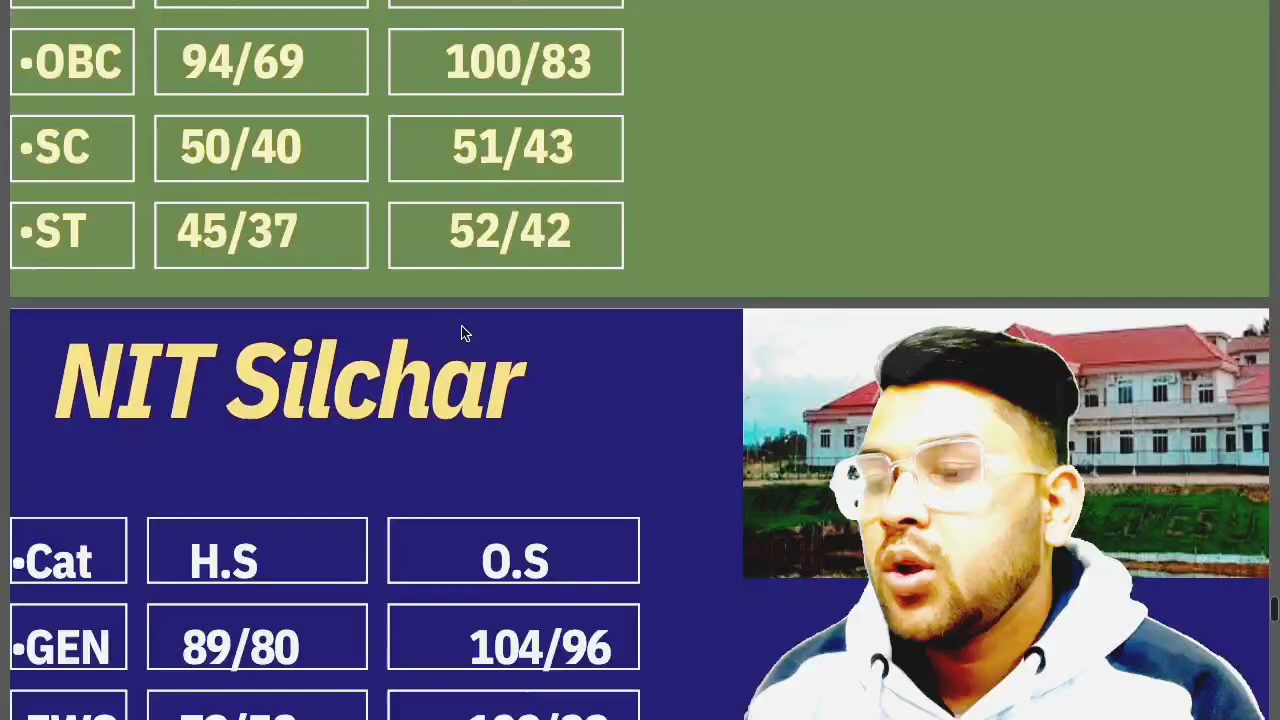 •OBC 94/69 100/83
•SC 50/40 51/43
•ST 45/37 52/42
NIT Silchar
•Cat H.S O.S
•GEN 89/80 104/96